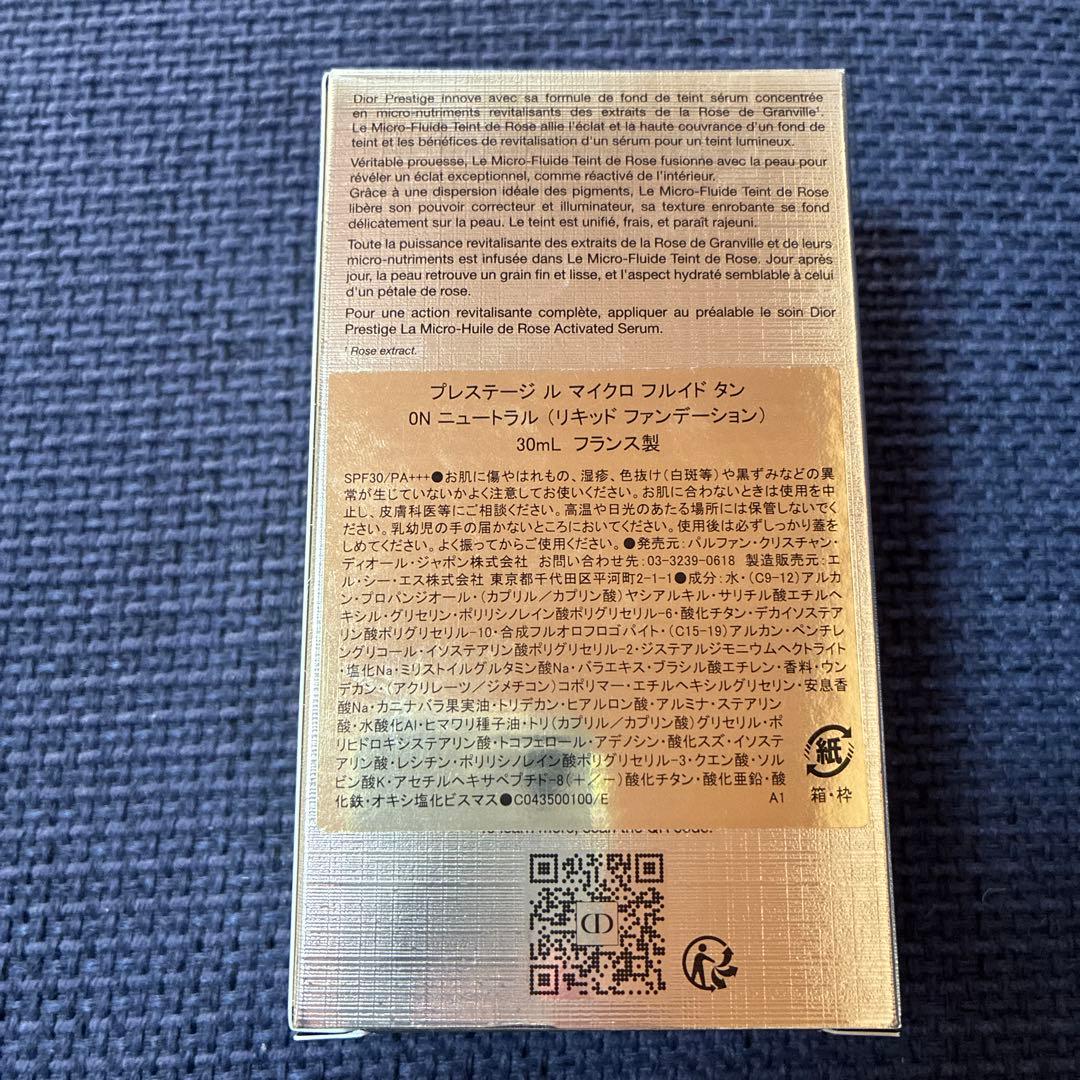 Dior Prestige innove avec sa formule de fond de teint sérum concentrée
en micro-nutriments revitalisants des extraits de la Rose de Granville¹.
Le Micro-Fluide Teint de Rose allie l'éclat et la haute couvrance d'un fond de
teint et les bénéfices de revitalisation d'un sérum pour un teint lumineux.
Véritable prouesse, Le Micro-Fluide Teint de Rose fusionne avec la peau pour
révéler un éclat exceptionnel, comme réactivé de l'intérieur.
Grâce à une dispersion idéale des pigments, Le Micro-Fluide Teint de Rose
libère son pouvoir correcteur et illuminateur, sa texture enrobante se fond
délicatement sur la peau. Le teint est unifié, frais, et paraît rajeuni.
Toute la puissance revitalisante des extraits de la Rose de Granville et de leurs
micro-nutriments est infusée dans Le Micro-Fluide Teint de Rose. Jour après
jour, la peau retrouve un grain fin et lisse, et l'aspect hydraté semblable à celui
d'un pétale de rose.
Pour une action revitalisante complète, appliquer au préalable le soin Dior
Prestige La Micro-Huile de Rose Activated Serum.
¹ Rose extract.
プレステージ ル マイクロ フルイド タン
0N ニュートラル（リキッド ファンデーション）
30mL フランス製
SPF30/PA+++●お肌に傷やはれもの、湿疹、色抜け(白斑等)や黒ずみなどの異
常が生じていないかよく注意してお使いください。お肌に合わないときは使用を中
止し、皮膚科医等にご相談ください。高温や日光のあたる場所には保管しないでく
ださい。乳幼児の手の届かないところにおいてください。使用後は必ずしっかり蓋を
しめてください。よく振ってからご使用ください。●発売元：パルファン・クリスチャン・
ディオール・ジャポン株式会社 お問い合わせ先：03-3239-0618 製造販売元：エ
ル・シー・エス株式会社 東京都千代田区平河町2-1-1●成分：水・(C9-12)アルカ
ン・プロパンジオール・(カプリル／カプリン酸)ヤシアルキル・サリチル酸エチルヘ
キシル・グリセリン・ポリリシノレイン酸ポリグリセリル-6・酸化チタン・デカイソステア
リン酸ポリグリセリル-10・合成フルオロフロゴパイト・(C15-19)アルカン・ペンチレ
ングリコール・イソステアリン酸ポリグリセリル-2・ジステアルジモニウムヘクトライト
・塩化Na・ミリストイルグルタミン酸Na・バラエキス・ブラシル酸エチレン・香料・ウン
デカン・(アクリレーツ／ジメチコン)コポリマー・エチルヘキシルグリセリン・安息香
酸Na・カニナバラ果実油・トリデカン・ヒアルロン酸・アルミナ・ステアリン
酸・水酸化Al・ヒマワリ種子油・トリ(カプリル／カプリン酸)グリセリル・ポ
リヒドロキシステアリン酸・トコフェロール・アデノシン・酸化スズ・イソステ
アリン酸・レシチン・ポリリシノレイン酸ポリグリセリル-3・クエン酸・ソル
ビン酸K・アセチルヘキサペプチド-8(＋／－)酸化チタン・酸化亜鉛・酸
化鉄・オキシ塩化ビスマス●C043500100/E A1
紙
箱・枠
To learn more, scan the QR code.
CD